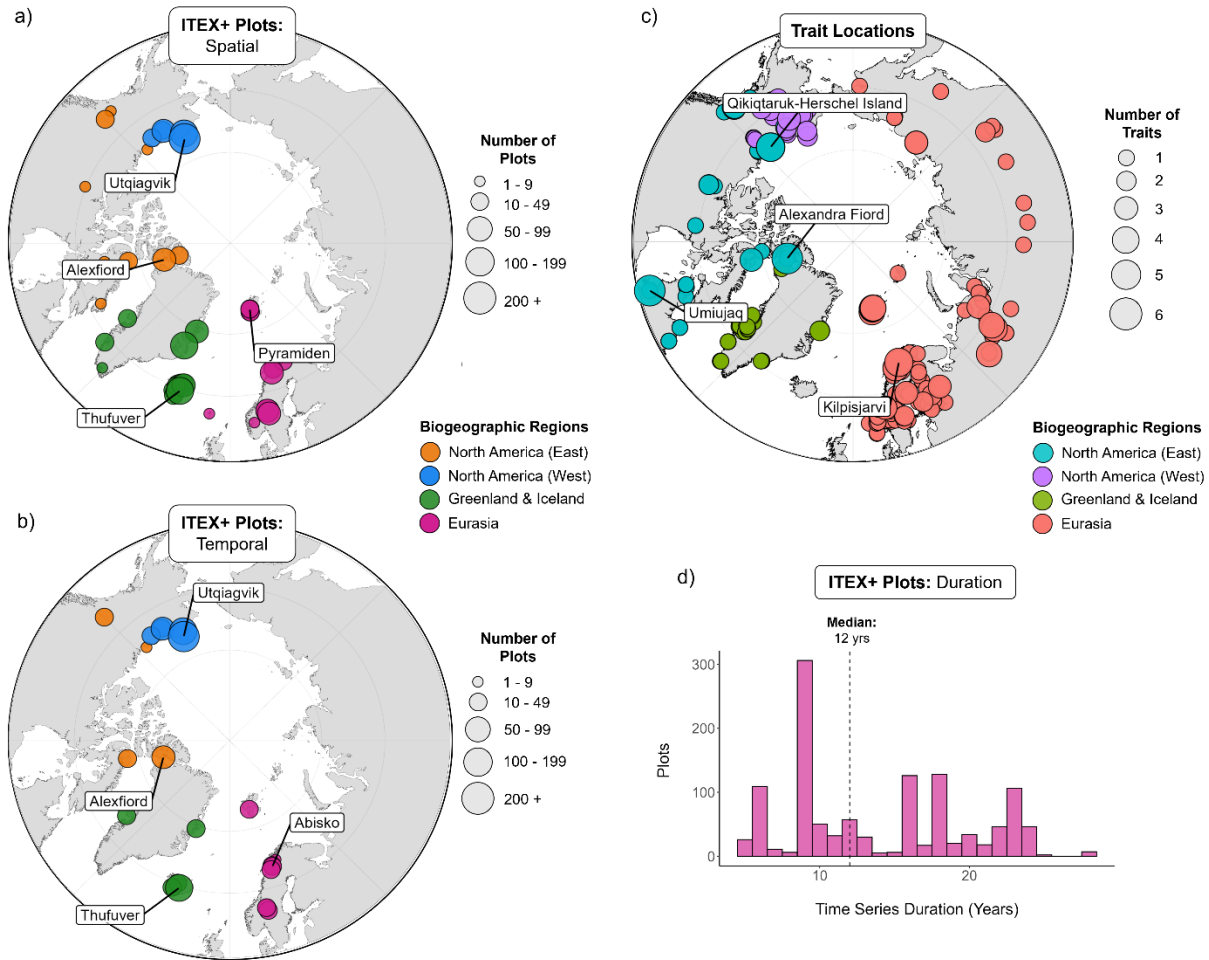 a)
ITEX+ Plots:
Spatial
Utqiagvik
Alexfiord
Pyramiden
Thufuver
Number of
Plots
1 - 9
10 - 49
50 - 99
100 - 199
200 +
Biogeographic Regions
North America (East)
North America (West)
Greenland & Iceland
Eurasia
b)
ITEX+ Plots:
Temporal
Utqiagvik
Alexfiord
Abisko
Thufuver
Number of
Plots
1 - 9
10 - 49
50 - 99
100 - 199
200 +
c)
Trait Locations
Qikiqtaruk-Herschel Island
Alexandra Fiord
Umiujaq
Kilpisjarvi
Number of
Traits
1
2
3
4
5
6
Biogeographic Regions
North America (East)
North America (West)
Greenland & Iceland
Eurasia
d)
ITEX+ Plots: Duration
Median:
12 yrs
300
200
100
0
Plots
10
20
Time Series Duration (Years)